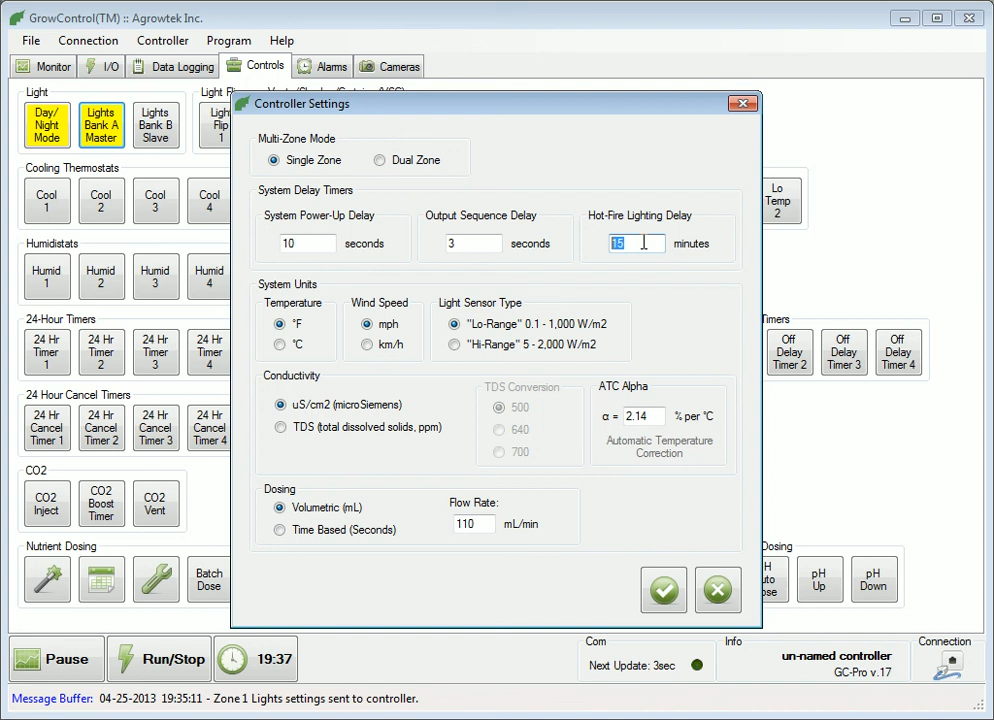 GrowControl(TM) :: Agrowtek Inc.
File Connection Controller Program Help
Monitor I/O Data Logging Controls Alarms Cameras
Light
Day/
Night
Mode
Lights
Bank A
Master
Lights
Bank B
Slave
Flip
1
Cooling Thermostats
Cool
1
Cool
2
Cool
3
Cool
4
Lo
Temp
2
Humidistats
Humid
1
Humid
2
Humid
3
Humid
4
24-Hour Timers
24 Hr
Timer
1
24 Hr
Timer
2
24 Hr
Timer
3
24 Hr
Timer
4
Off
Delay
Timer 2
Off
Delay
Timer 3
Off
Delay
Timer 4
24 Hour Cancel Timers
24 Hr
Cancel
Timer 1
24 Hr
Cancel
Timer 2
24 Hr
Cancel
Timer 3
24 Hr
Cancel
Timer 4
CO2
CO2
Inject
CO2
Boost
Timer
CO2
Vent
Nutrient Dosing
Batch
Dose
pH
Up
pH
Down
Controller Settings
Multi-Zone Mode
Single Zone Dual Zone
System Delay Timers
System Power-Up Delay
10 seconds
Output Sequence Delay
3 seconds
Hot-Fire Lighting Delay
15 minutes
System Units
Temperature
°F
°C
Wind Speed
mph
km/h
Light Sensor Type
"Lo-Range" 0.1 - 1,000 W/m2
"Hi-Range" 5 - 2,000 W/m2
Conductivity
uS/cm2 (microSiemens)
TDS (total dissolved solids, ppm)
TDS Conversion
500
640
700
ATC Alpha
α = 2.14 % per °C
Automatic Temperature
Correction
Dosing
Volumetric (mL)
Time Based (Seconds)
Flow Rate:
110 mL/min
Pause Run/Stop 19:37
Com
Next Update: 3sec
Info
un-named controller
GC-Pro v.17
Connection
Message Buffer: 04-25-2013 19:35:11 - Zone 1 Lights settings sent to controller.